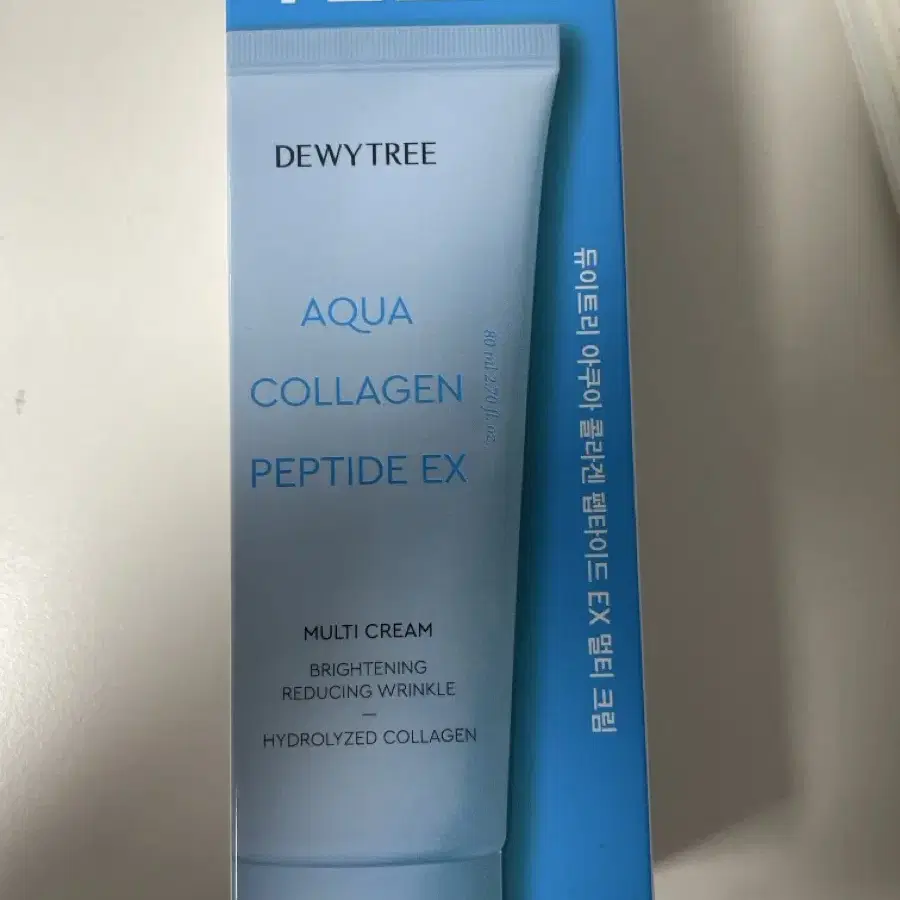 DEWYTREE
AQUA
COLLAGEN
PEPTIDE EX
80 ml 2.70 fl. oz.
MULTI CREAM
BRIGHTENING
REDUCING WRINKLE
—
HYDROLYZED COLLAGEN
듀이트리 아쿠아 콜라겐 펩타이드 EX 멀티 크림